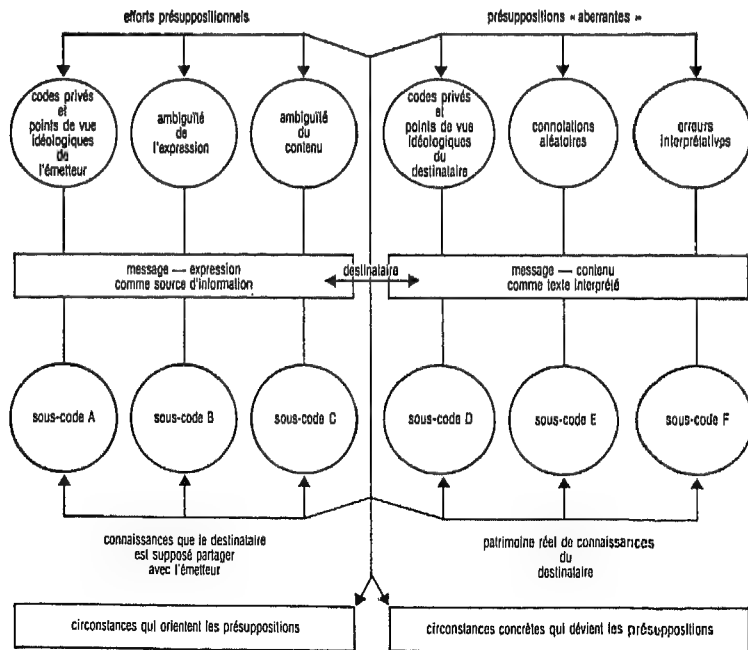 efforts présuppositionnels
présuppositions « aberrantes »
codes privés
et
points de vue
idéologiques
de
l'émetteur
ambiguïté
de
l'expression
ambiguïté
du
contenu
codes privés
et
points de vue
idéologiques
du
destinataire
connotations
aléatoires
erreurs
interprétatives
message — expression
comme source d'information
destinataire
message — contenu
comme texte interprété
sous-code A
sous-code B
sous-code C
sous-code D
sous-code E
sous-code F
connaissances que le destinataire
est supposé partager
avec l'émetteur
patrimoine réel de connaissances
du
destinataire
circonstances qui orientent les présuppositions
circonstances concrètes qui dévient les présuppositions